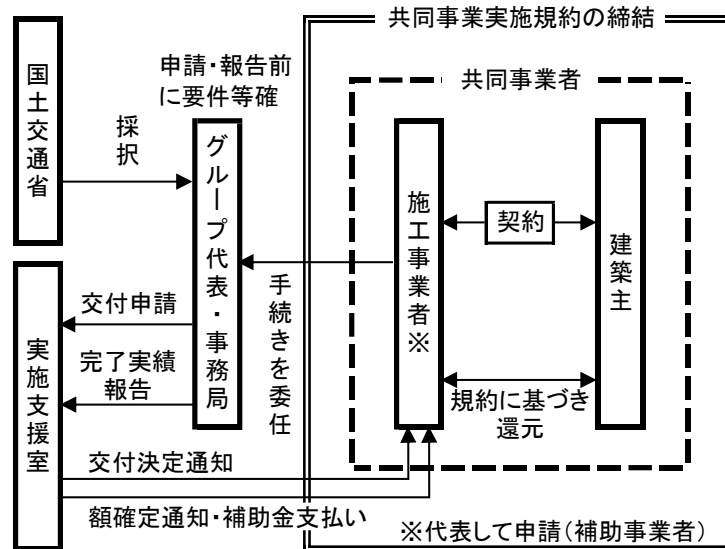 共同事業実施規約の締結
国土交通省
採択
申請・報告前
に要件等確
グループ代表・事務局
共同事業者
施工事業者※
契約
建築主
手続きを委任
実施支援室
交付申請
完了実績
報告
規約に基づき
還元
交付決定通知
額確定通知・補助金支払い
※代表して申請(補助事業者)